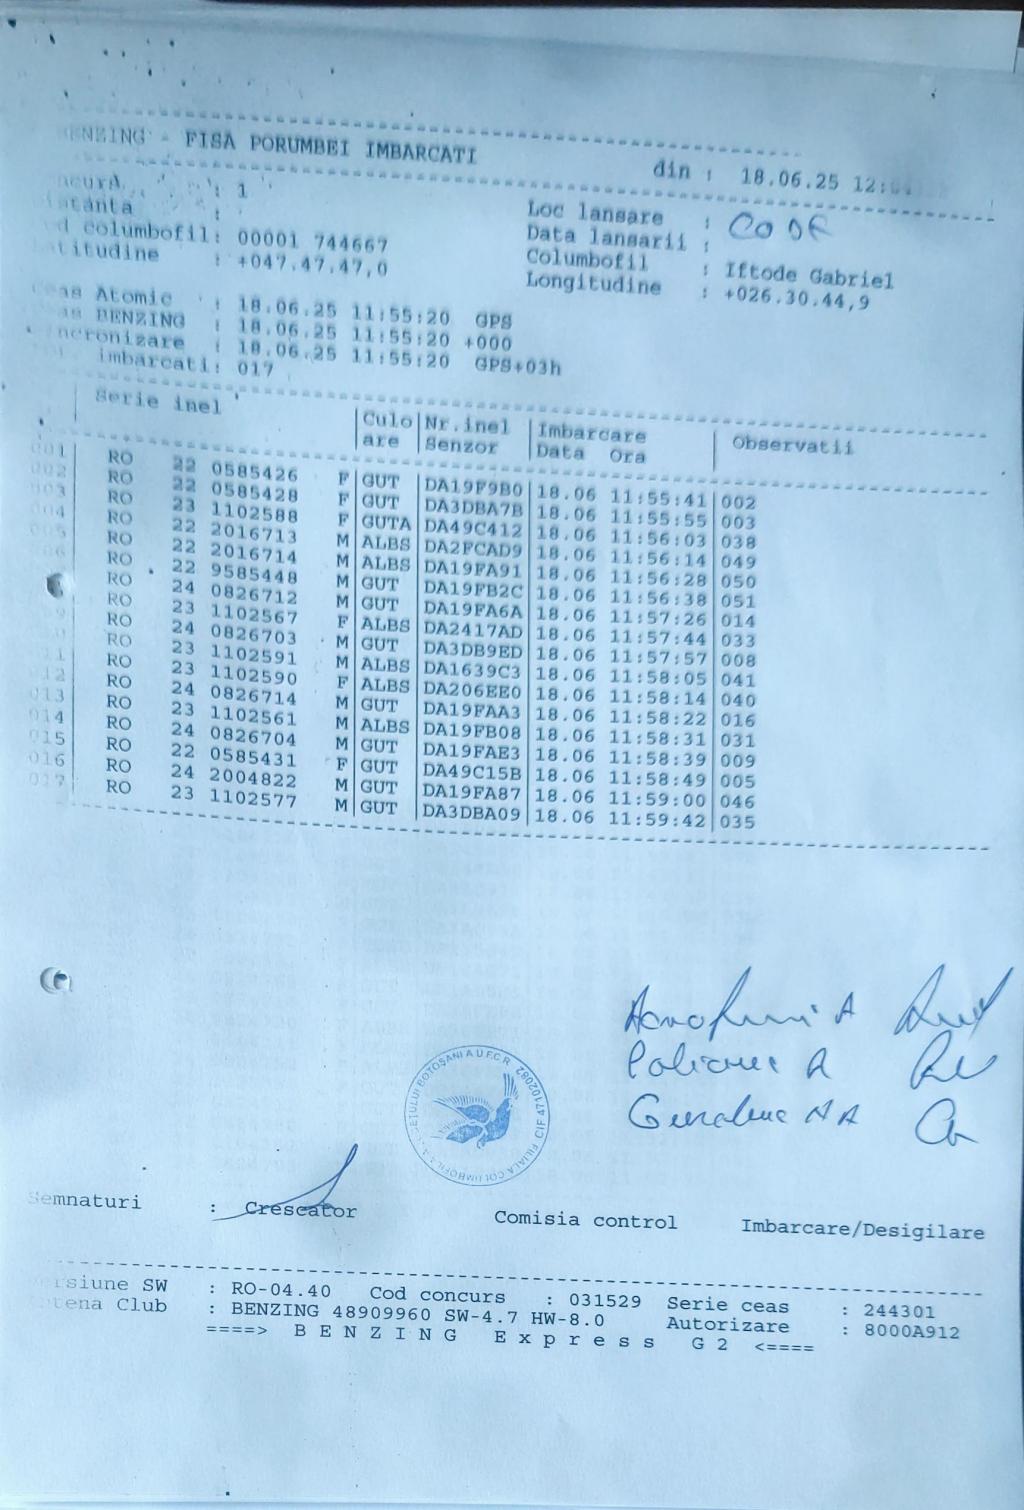 BENZING - FISA PORUMBEI IMBARCATI
din : 18.06.25 12:
: 1
Loc lansare :
Data lansarii :
columbofil: 00001 744667
Columbofil : Iftode Gabriel
: +047.47.47,0
Longitudine : +026.30.44,9
Atomic : 18.06.25 11:55:20 GPS
BENZING : 18.06.25 11:55:20 +000
: 18.06.25 11:55:20 GPS+03h
imbarcati: 017
Serie inel |Culo|Nr.inel |Imbarcare | Observatii
|are |Senzor |Data Ora |
001 RO 22 0585426 F|GUT |DA19F9B0|18.06 11:55:41|002
002 RO 22 0585428 F|GUT |DA3DBA7B|18.06 11:55:55|003
003 RO 23 1102588 F|GUTA|DA49C412|18.06 11:56:03|038
004 RO 22 2016713 M|ALBS|DA2FCAD9|18.06 11:56:14|049
005 RO 22 2016714 M|ALBS|DA19FA91|18.06 11:56:28|050
RO 22 9585448 M|GUT |DA19FB2C|18.06 11:56:38|051
RO 24 0826712 M|GUT |DA19FA6A|18.06 11:57:26|014
RO 23 1102567 F|ALBS|DA2417AD|18.06 11:57:44|033
RO 24 0826703 M|GUT |DA3DB9ED|18.06 11:57:57|008
RO 23 1102591 M|ALBS|DA1639C3|18.06 11:58:05|041
RO 23 1102590 F|ALBS|DA206EE0|18.06 11:58:14|040
012 RO 24 0826714 M|GUT |DA19FAA3|18.06 11:58:22|016
013 RO 23 1102561 M|ALBS|DA19FB08|18.06 11:58:31|031
014 RO 24 0826704 M|GUT |DA19FAE3|18.06 11:58:39|009
015 RO 22 0585431 F|GUT |DA49C15B|18.06 11:58:49|005
016 RO 24 2004822 M|GUT |DA19FA87|18.06 11:59:00|046
017 RO 23 1102577 M|GUT |DA3DBA09|18.06 11:59:42|035
BOTOȘANI A.U.F.C.R. FILIALA CIF 47102082
Semnaturi : Crescator Comisia control Imbarcare/Desigilare
SW : RO-04.40 Cod concurs : 031529 Serie ceas : 244301
Club : BENZING 48909960 SW-4.7 HW-8.0 Autorizare : 8000A912
====> B E N Z I N G E x p r e s s G 2 <====